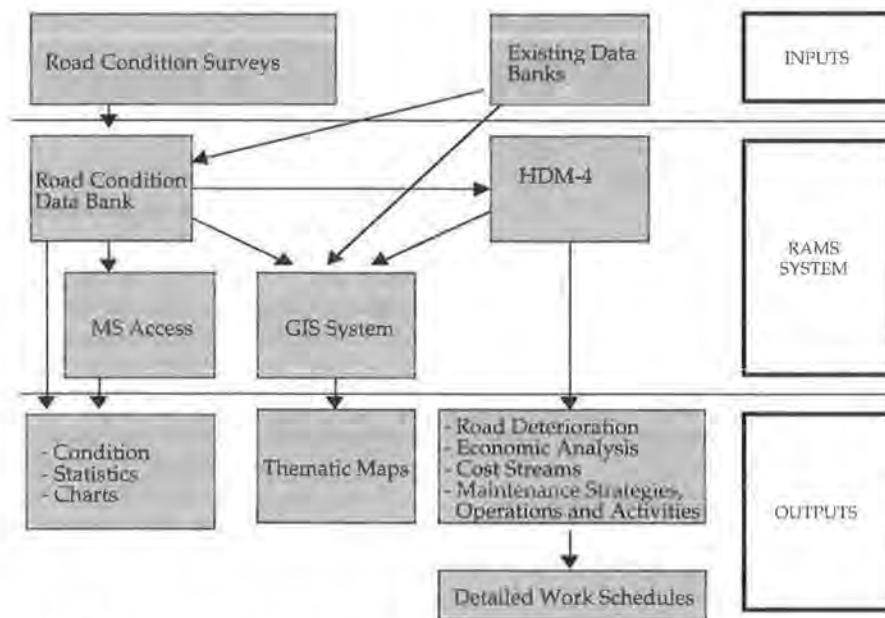 Road Condition Surveys
Existing Data
Banks
INPUTS
Road Condition
Data Bank
HDM-4
RAMS
SYSTEM
MS Access
GIS System
- Condition
- Statistics
- Charts
Thematic Maps
- Road Deterioration
- Economic Analysis
- Cost Streams
- Maintenance Strategies,
Operations and Activities
OUTPUTS
Detailed Work Schedules